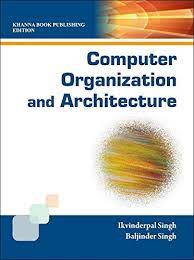 KHANNA BOOK PUBLISHING
EDITION
Computer
Organization
and Architecture
Ikvinderpal Singh
Baljinder Singh